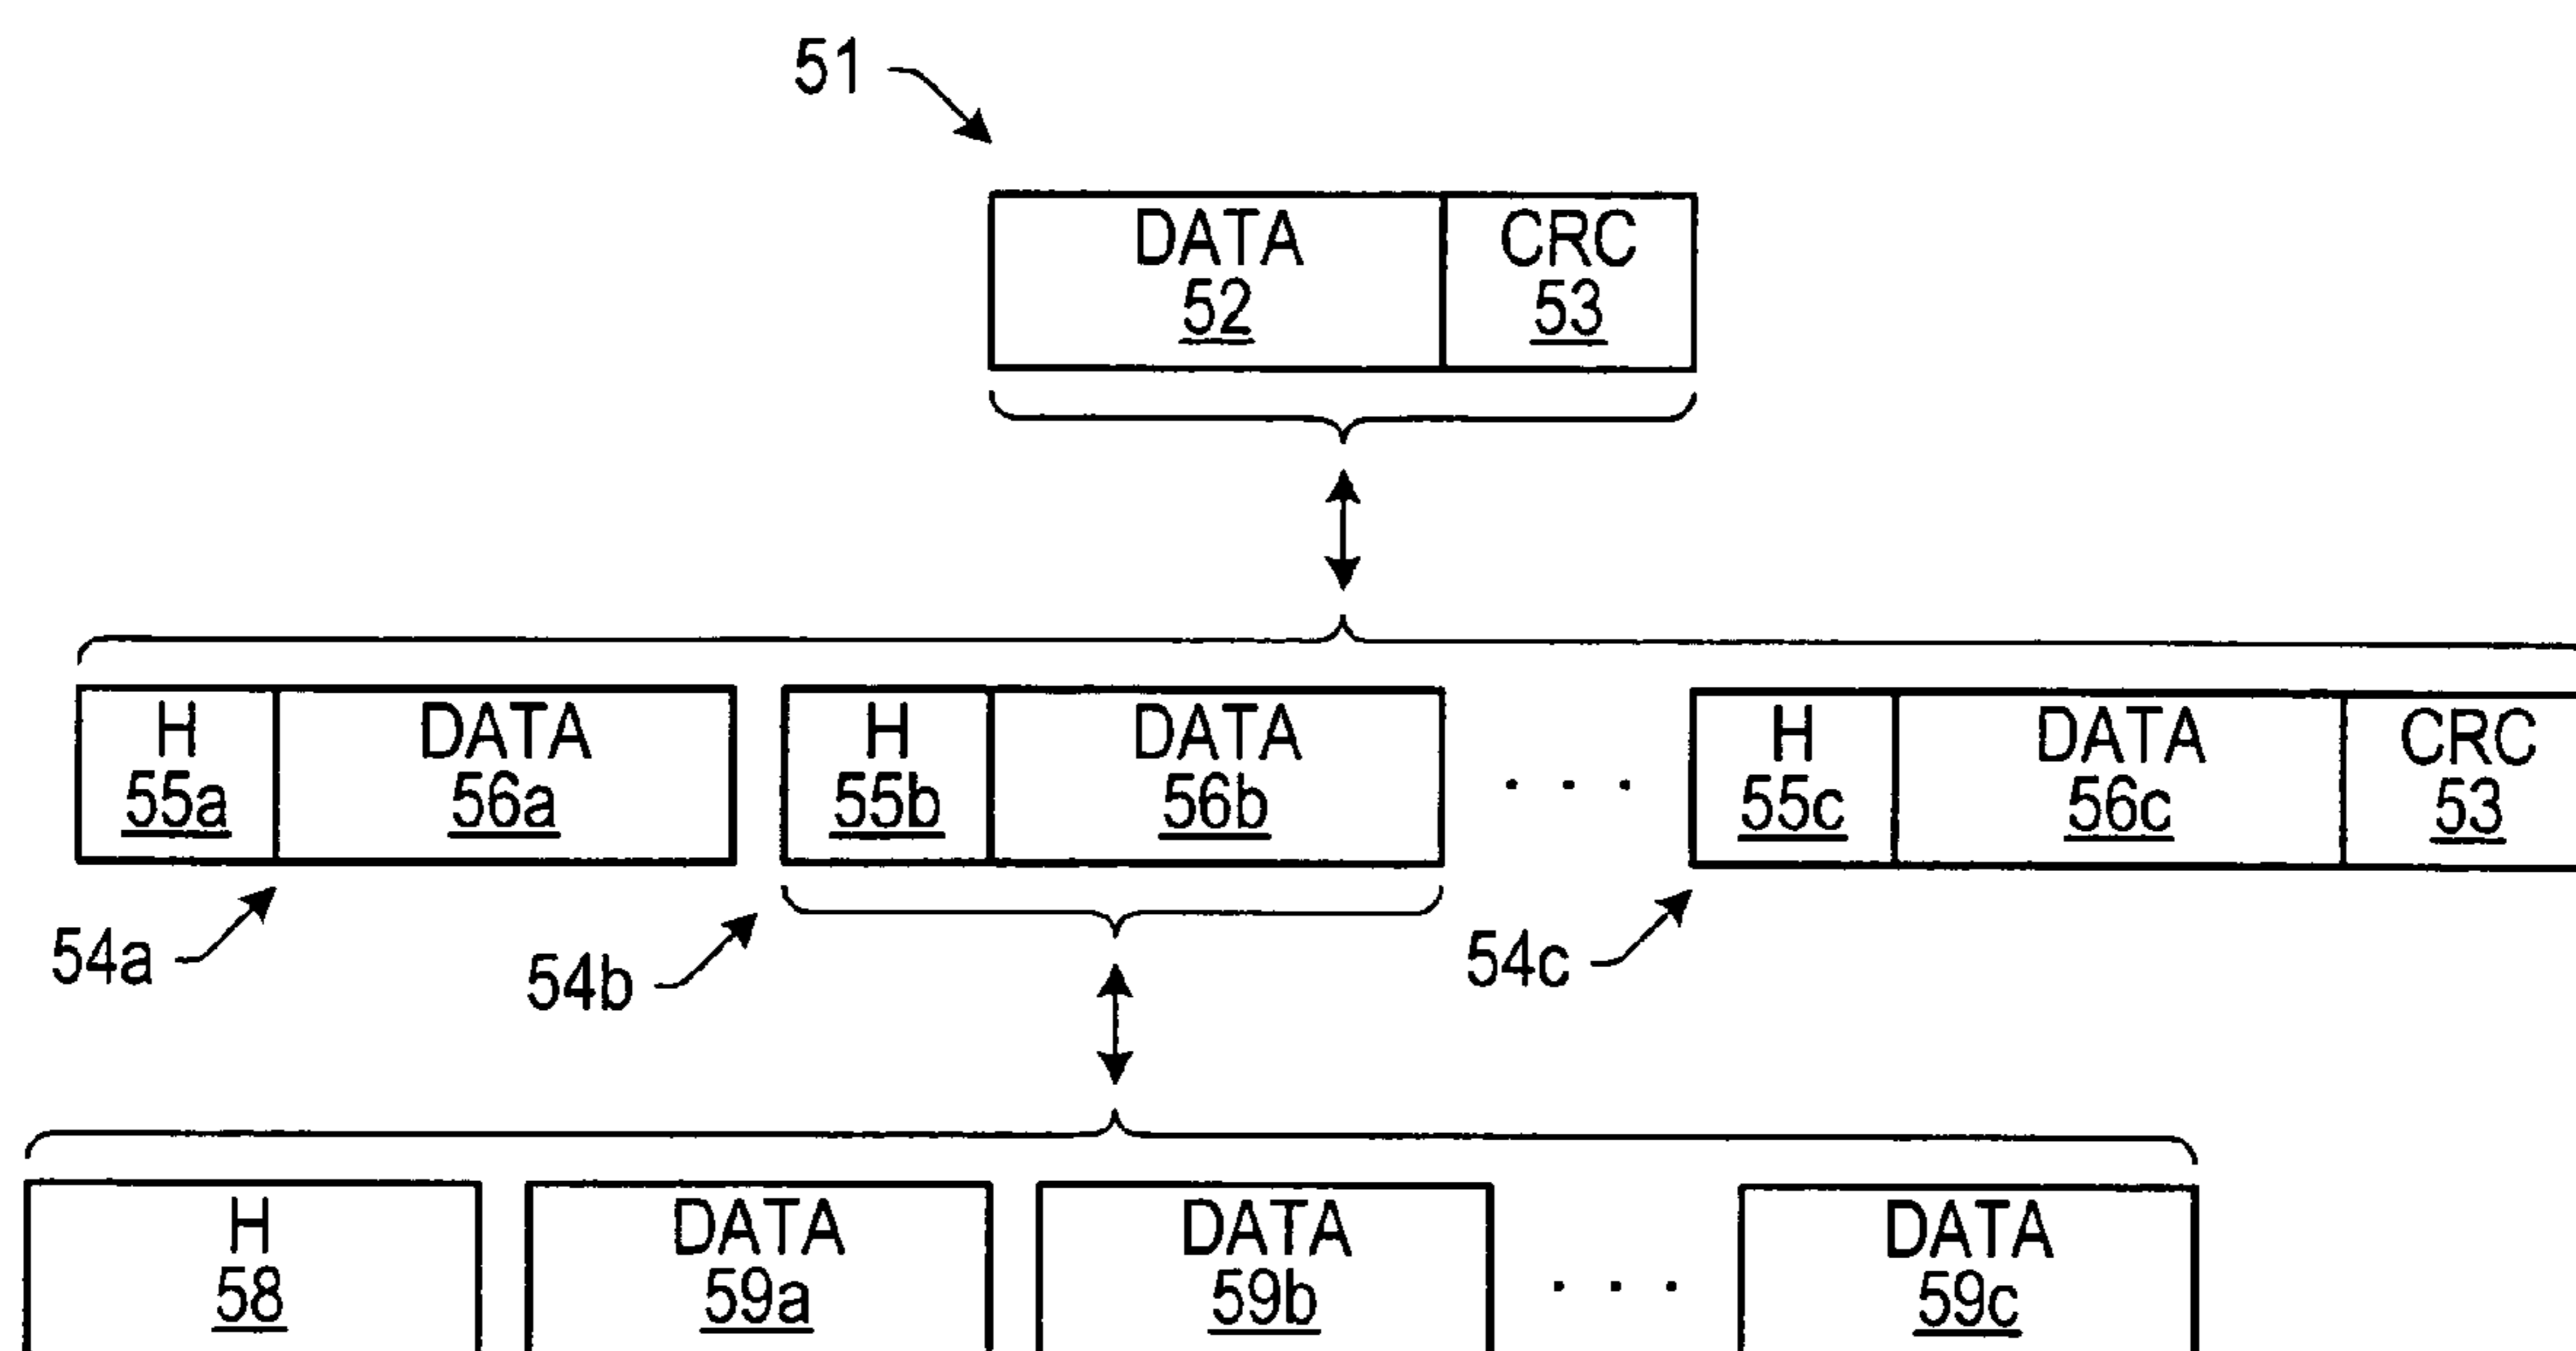 51
DATA CRC
52 53
H DATA H DATA . . . H DATA CRC
55a 56a 55b 56b 55c 56c 53
54a 54b 54c
H DATA DATA . . . DATA
58 59a 59b 59c